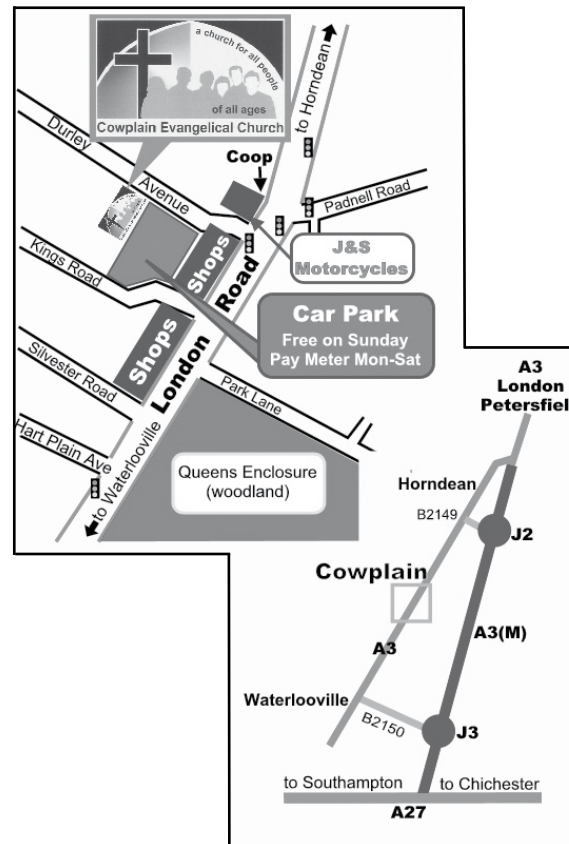 a church for all people
of all ages
Cowplain Evangelical Church
to Horndean
Durley
Avenue
Coop
Padnell Road
J&S
Motorcycles
Kings Road
Shops
Road
Car Park
Free on Sunday
Pay Meter Mon-Sat
Shops
London
Silvester Road
Park Lane
Hart Plain Ave
to Waterlooville
Queens Enclosure
(woodland)
A3
London
Petersfiel
Horndean
B2149
J2
Cowplain
A3(M)
A3
Waterlooville
B2150
J3
to Southampton
to Chichester
A27